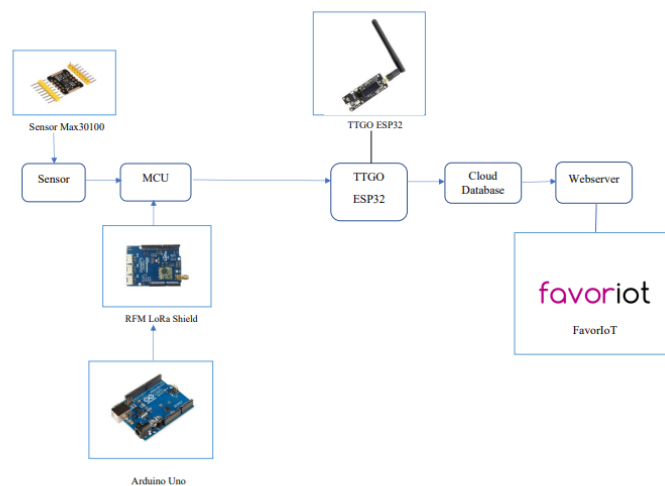 Sensor Max30100
TTGO ESP32
Sensor
MCU
TTGO
ESP32
Cloud
Database
Webserver
RFM LoRa Shield
favoriot
FavorIoT
Arduino Uno